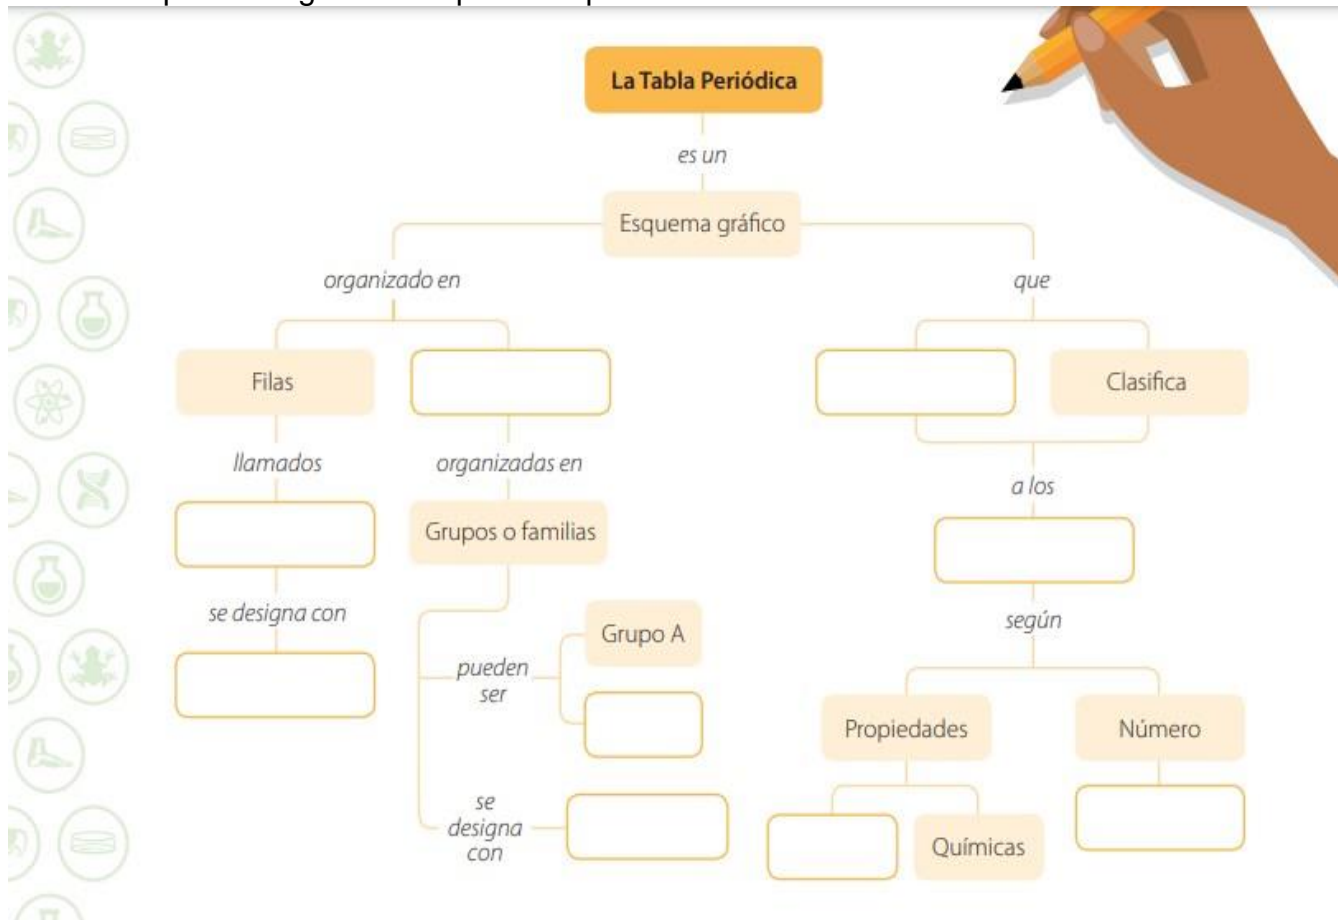 La Tabla Periódica
es un
Esquema gráfico
organizado en
que
Filas
Clasifica
llamados
organizadas en
a los
Grupos o familias
se designa con
según
Grupo A
pueden
ser
Propiedades
Número
se
designa
con
Químicas